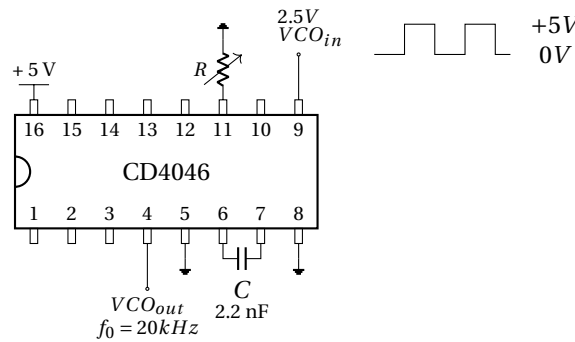 2.5V
VCO_in
+5V
0V
R
+5 V
16 15 14 13 12 11 10 9
CD4046
1 2 3 4 5 6 7 8
C
2.2 nF
VCO_out
f_0 = 20kHz